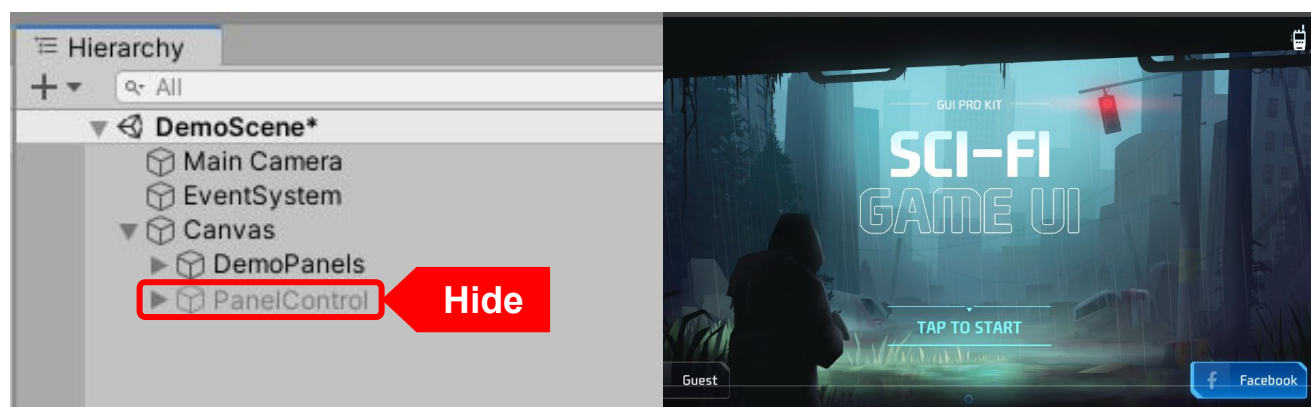 Hierarchy
All
DemoScene*
Main Camera
EventSystem
Canvas
DemoPanels
PanelControl
Hide
GUI PRO KIT
SCI-FI
GAME UI
TAP TO START
Guest
Facebook